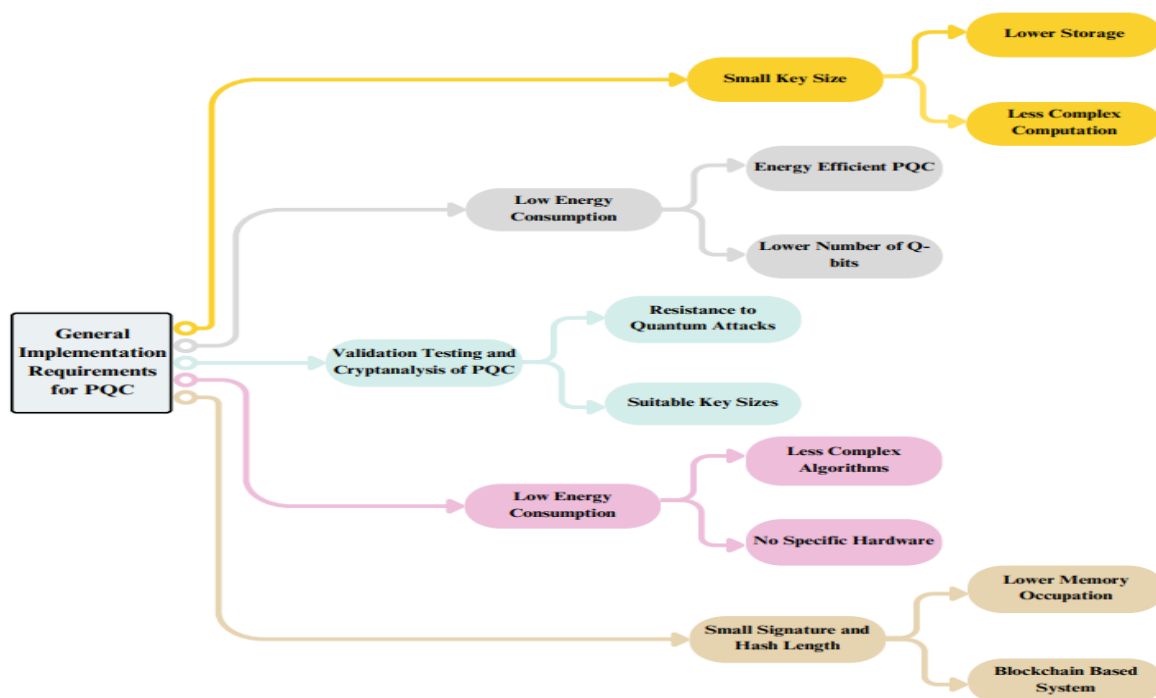 General
Implementation
Requirements
for PQC
Small Key Size
Lower Storage
Less Complex
Computation
Low Energy
Consumption
Energy Efficient PQC
Lower Number of Q-
bits
Validation Testing and
Cryptanalysis of PQC
Resistance to
Quantum Attacks
Suitable Key Sizes
Low Energy
Consumption
Less Complex
Algorithms
No Specific Hardware
Small Signature and
Hash Length
Lower Memory
Occupation
Blockchain Based
System